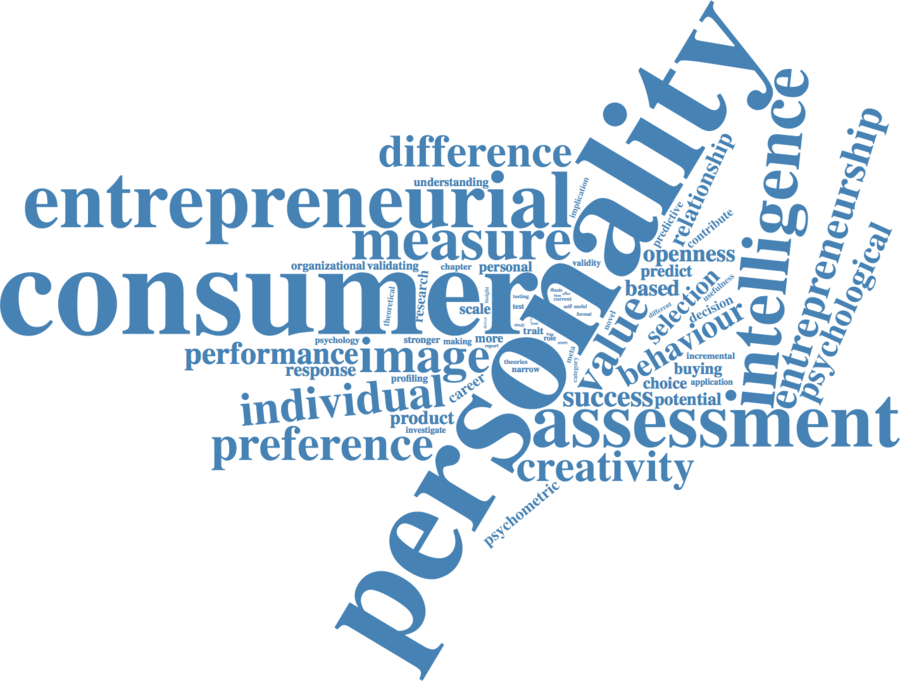 personality
consumer
entrepreneurial
difference
understanding
measure
organizational
validating
chapter
personal
implication
validity
predictive
relationship
contribute
intelligence
entrepreneurship
psychological
openness
predict
based
selection
usefulness
decision
different
behaviour
value
novel
theoretical
research
scale
insight
testing
test
thesis
current
self
model
formal
trait
role
psychology
stronger
making
more
report
performance
image
response
profiling
career
theories
narrow
meta
category
incremental
buying
choice
application
success
potential
individual
product
investigate
preference
assessment
creativity
psychometric